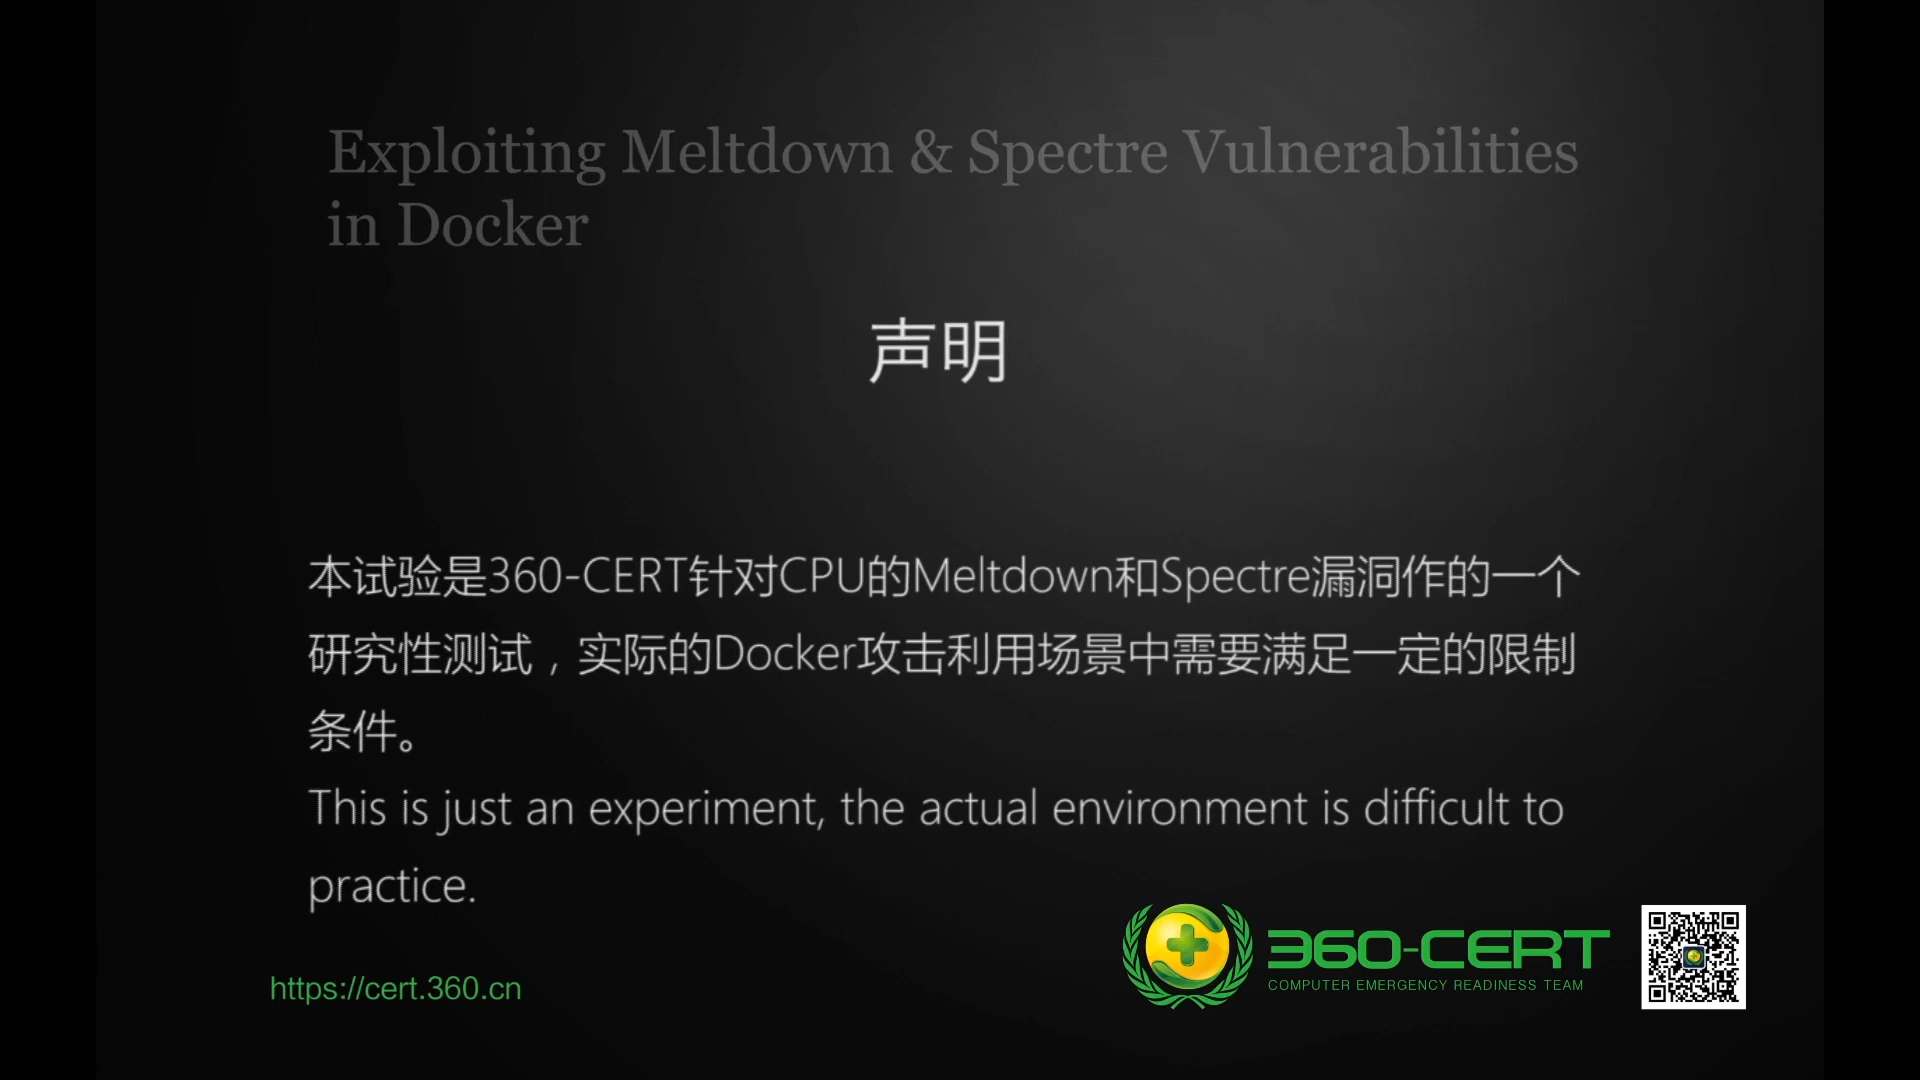 Exploiting Meltdown & Spectre Vulnerabilities
in Docker
声明
本试验是360-CERT针对CPU的Meltdown和Spectre漏洞作的一个
研究性测试，实际的Docker攻击利用场景中需要满足一定的限制
条件。
This is just an experiment, the actual environment is difficult to
practice.
360-CERT
COMPUTER EMERGENCY READINESS TEAM
https://cert.360.cn